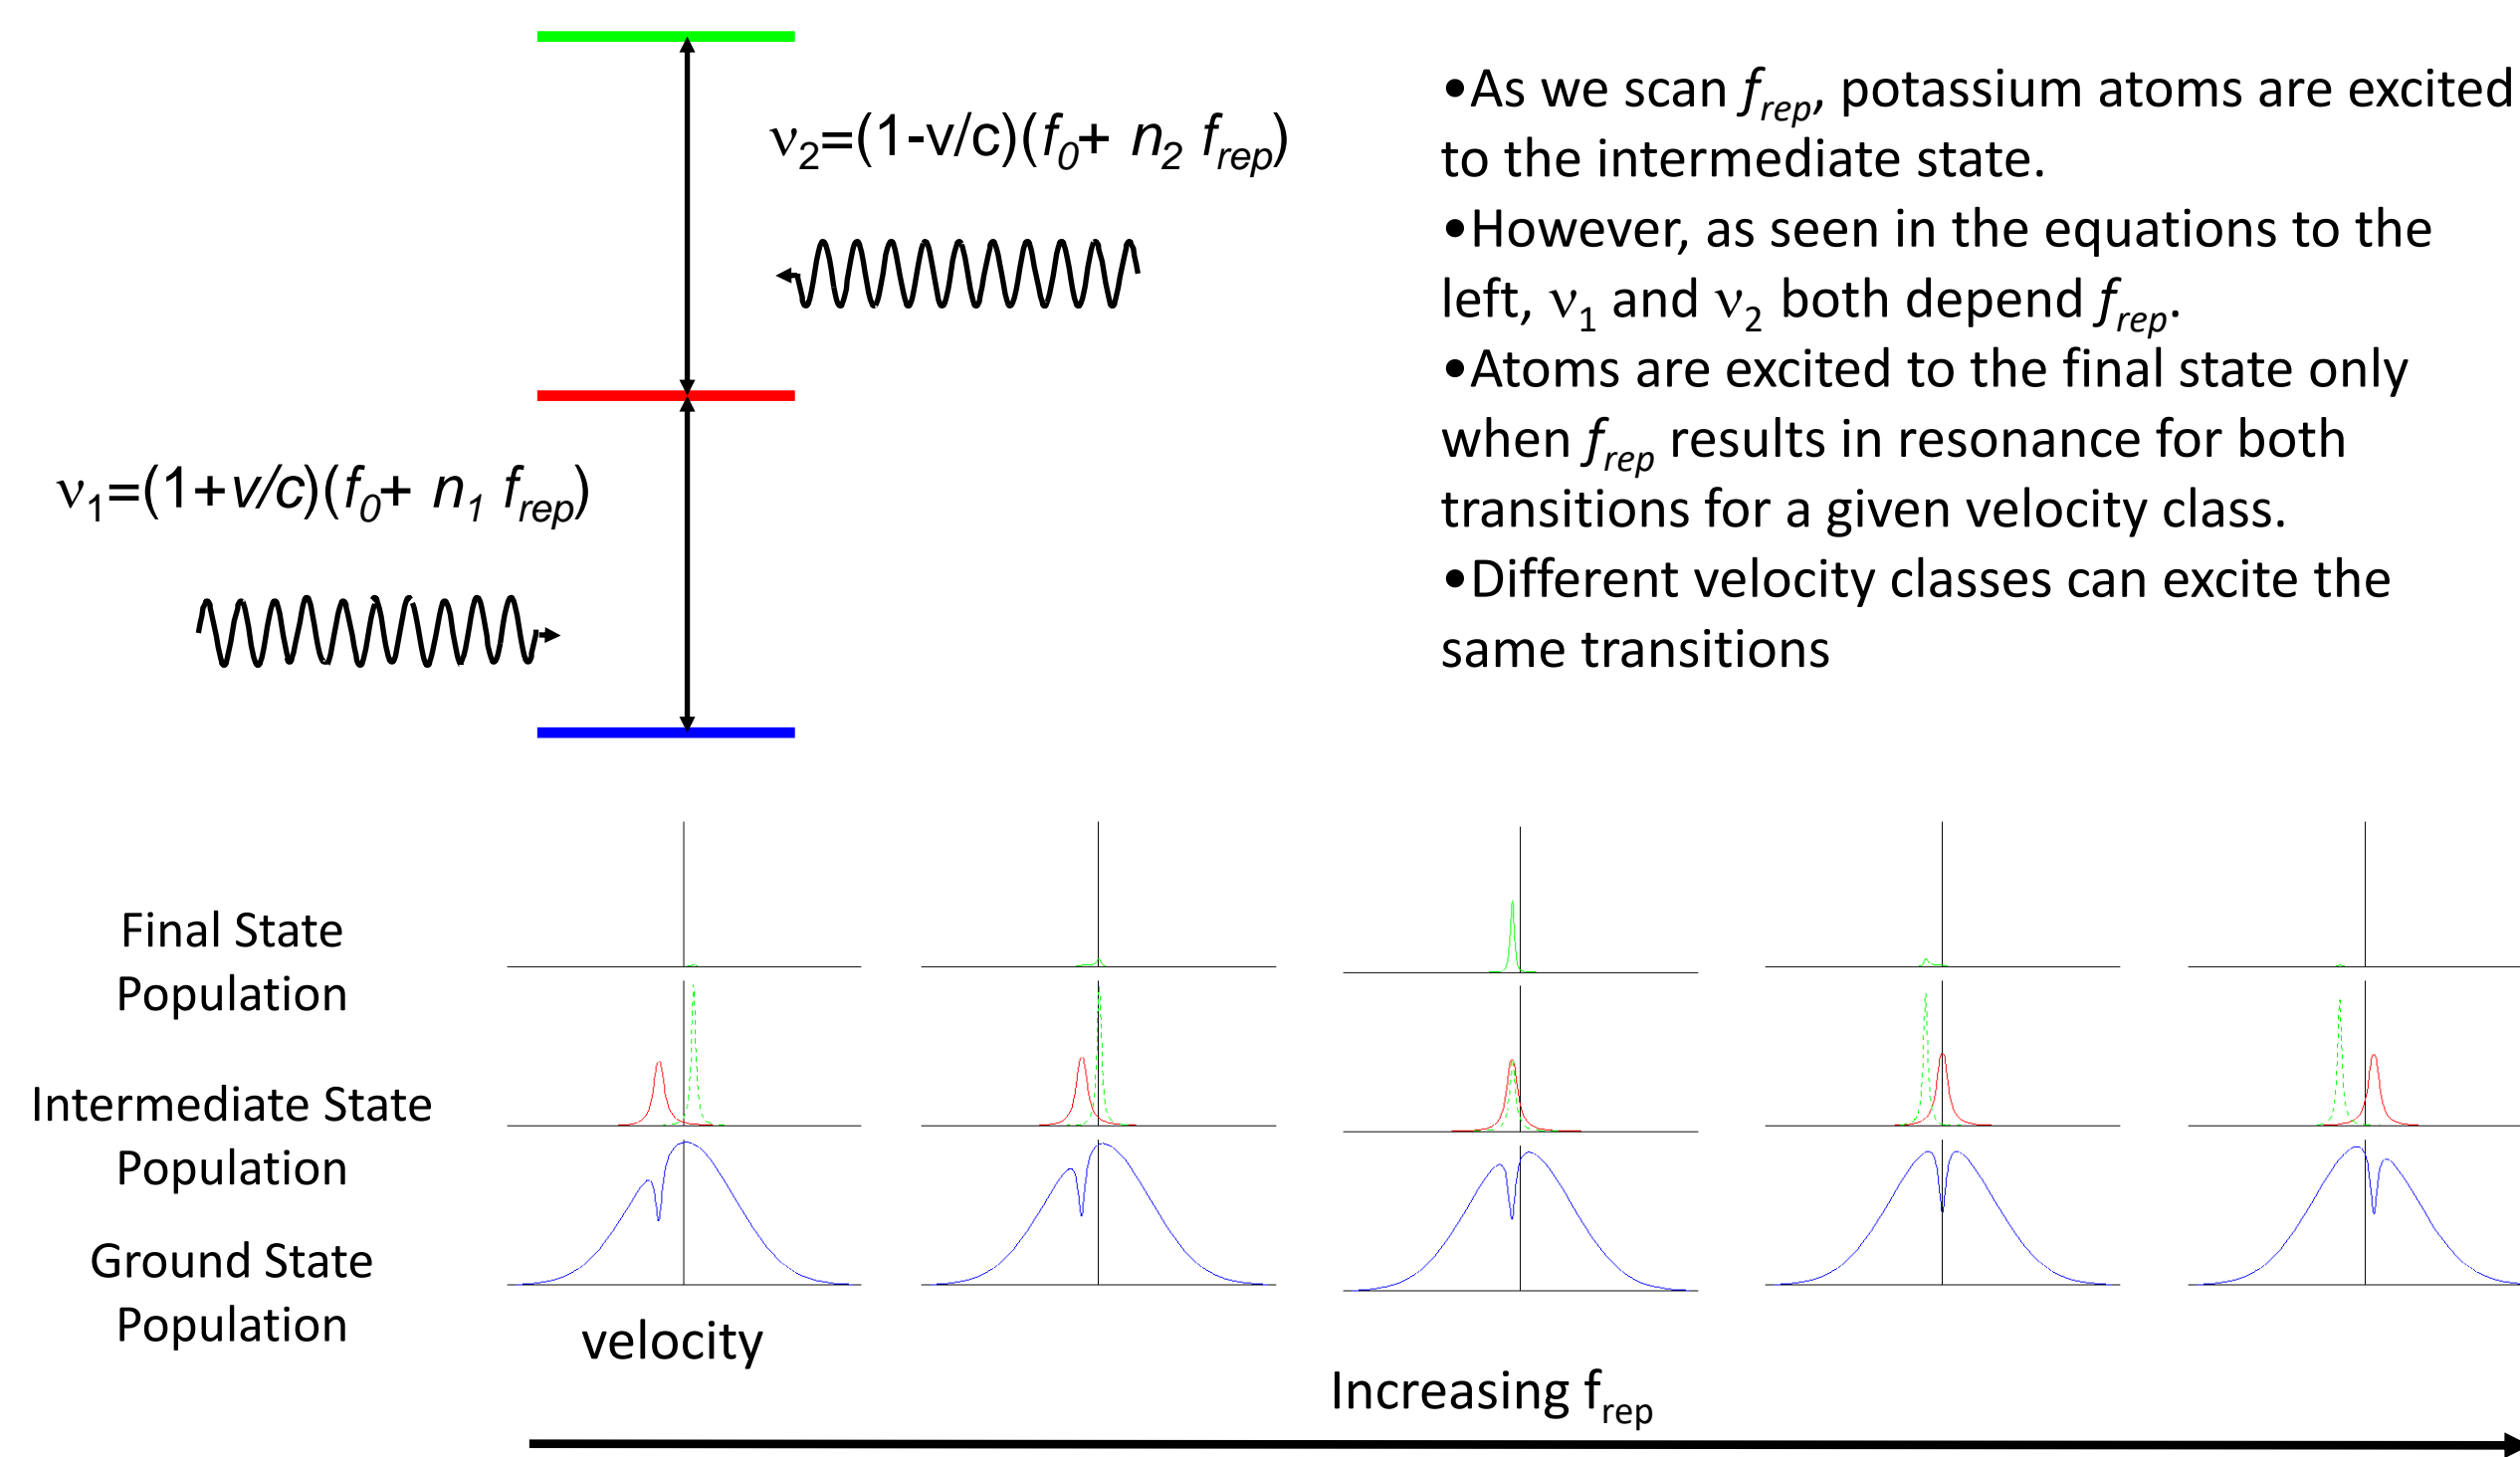 ν2=(1-v/c)(f0+ n2 frep)
ν1=(1+v/c)(f0+ n1 frep)
•As we scan frep, potassium atoms are excited
to the intermediate state.
•However, as seen in the equations to the
left, ν1 and ν2 both depend frep.
•Atoms are excited to the final state only
when frep results in resonance for both
transitions for a given velocity class.
•Different velocity classes can excite the
same transitions
Final State
Population
Intermediate State
Population
Ground State
Population
velocity
Increasing frep